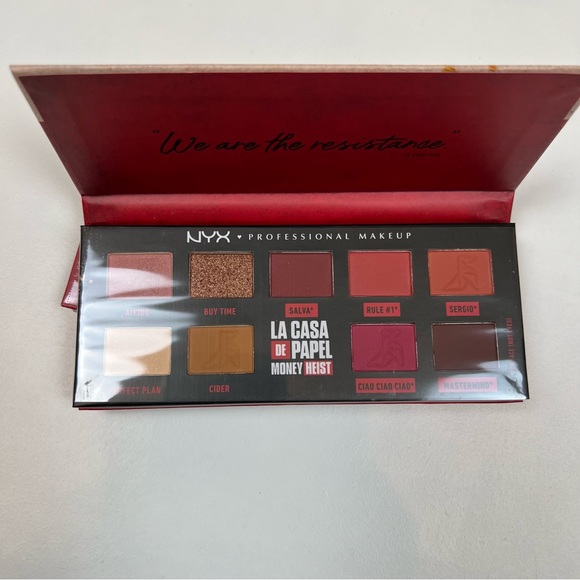 "We are the resistance."
NYX ♥ PROFESSIONAL MAKEUP
BUY TIME
SALVA*
RULE #1*
SERGIO*
PLAN
CIDER
LA CASA
DE PAPEL
MONEY HEIST
CIAO CIAO CIAO*
MASTERMIND*